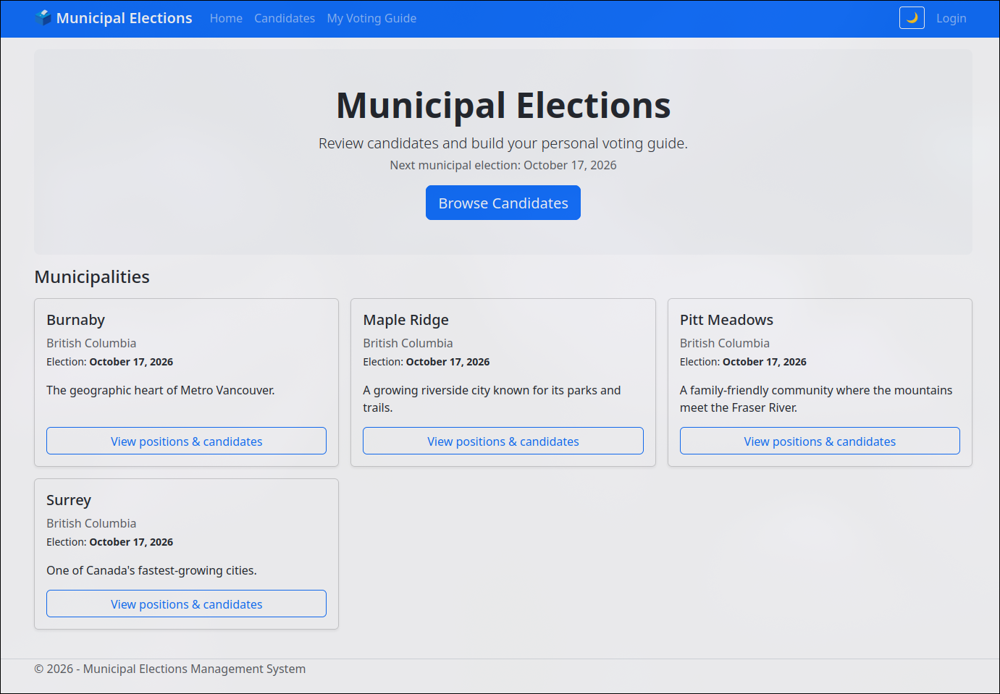 Municipal Elections
Home
Candidates
My Voting Guide
Login
Municipal Elections
Review candidates and build your personal voting guide.
Next municipal election: October 17, 2026
Browse Candidates
Municipalities
Burnaby
British Columbia
Election: October 17, 2026
The geographic heart of Metro Vancouver.
View positions & candidates
Maple Ridge
British Columbia
Election: October 17, 2026
A growing riverside city known for its parks and
trails.
View positions & candidates
Pitt Meadows
British Columbia
Election: October 17, 2026
A family-friendly community where the mountains
meet the Fraser River.
View positions & candidates
Surrey
British Columbia
Election: October 17, 2026
One of Canada's fastest-growing cities.
View positions & candidates
© 2026 - Municipal Elections Management System